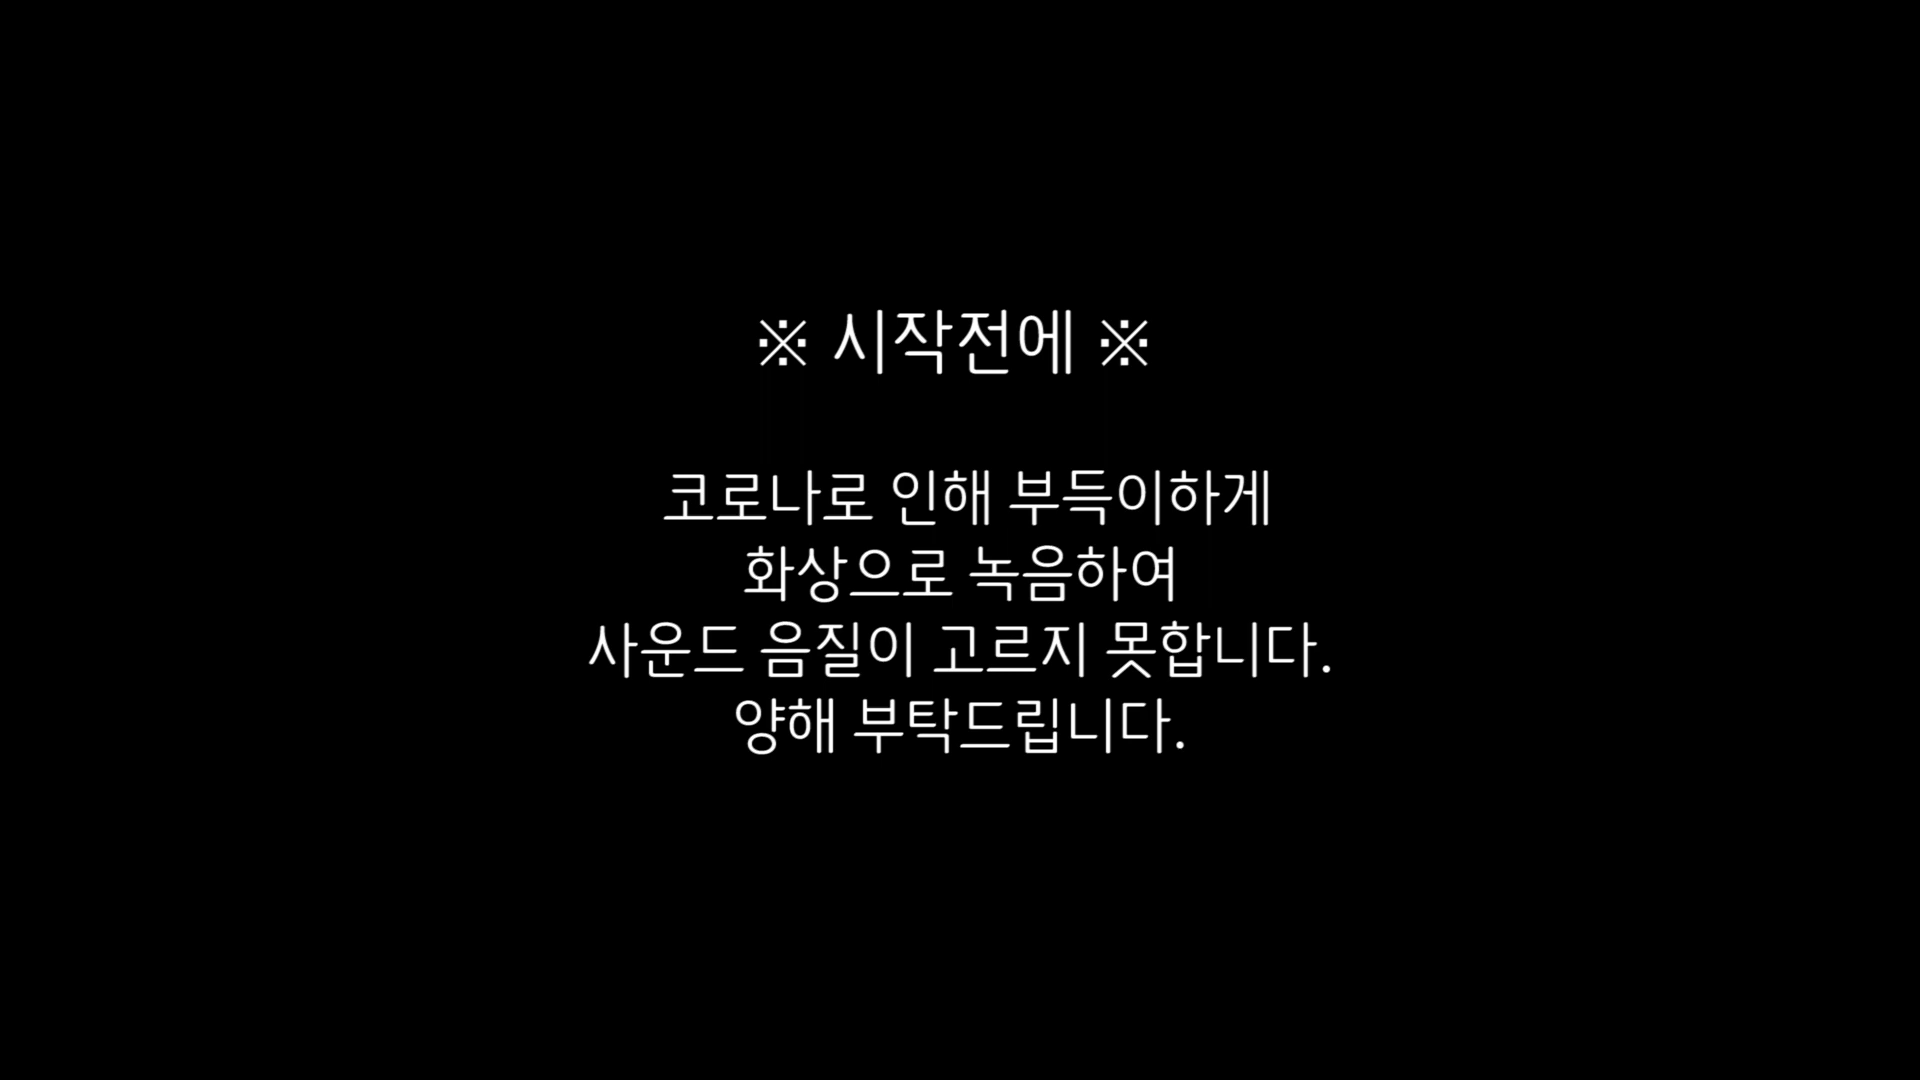 ※ 시작전에 ※
코로나로 인해 부득이하게
화상으로 녹음하여
사운드 음질이 고르지 못합니다.
양해 부탁드립니다.